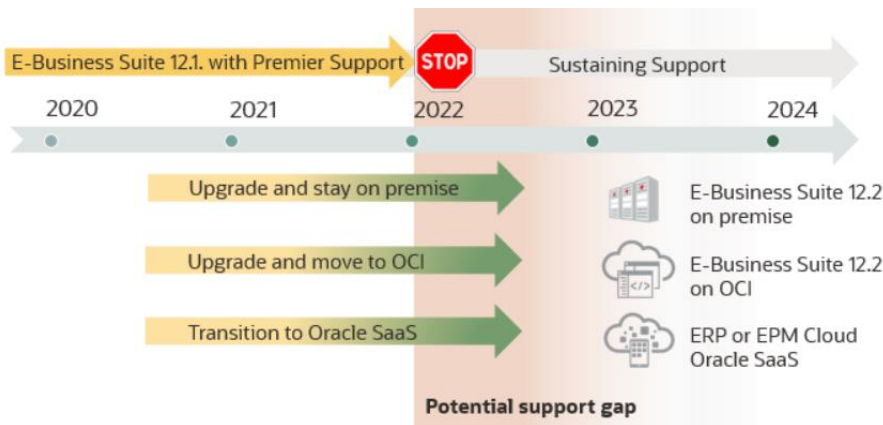 E-Business Suite 12.1. with Premier Support
STOP
Sustaining Support
2020
2021
2022
2023
2024
Upgrade and stay on premise
E-Business Suite 12.2
on premise
Upgrade and move to OCI
</>
E-Business Suite 12.2
on OCI
Transition to Oracle SaaS
ERP or EPM Cloud
Oracle SaaS
Potential support gap